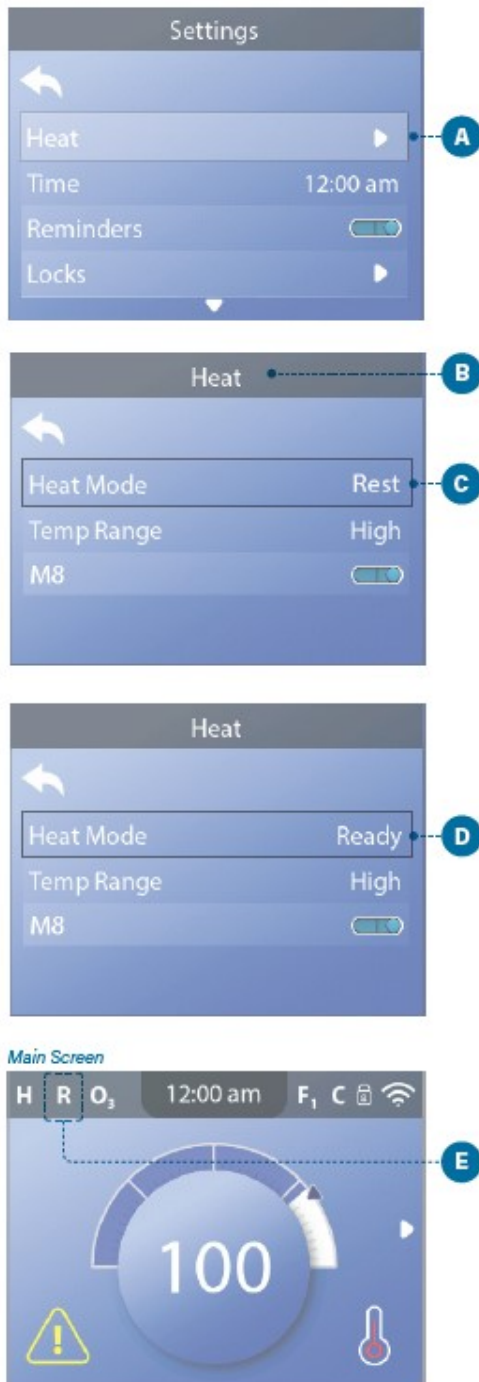 Settings
Heat
A
Time 12:00 am
Reminders
Locks
Heat
B
Heat Mode Rest
C
Temp Range High
M8
Heat
Heat Mode Ready
D
Temp Range High
M8
Main Screen
H R O₃ 12:00 am F₁ C
E
100
!